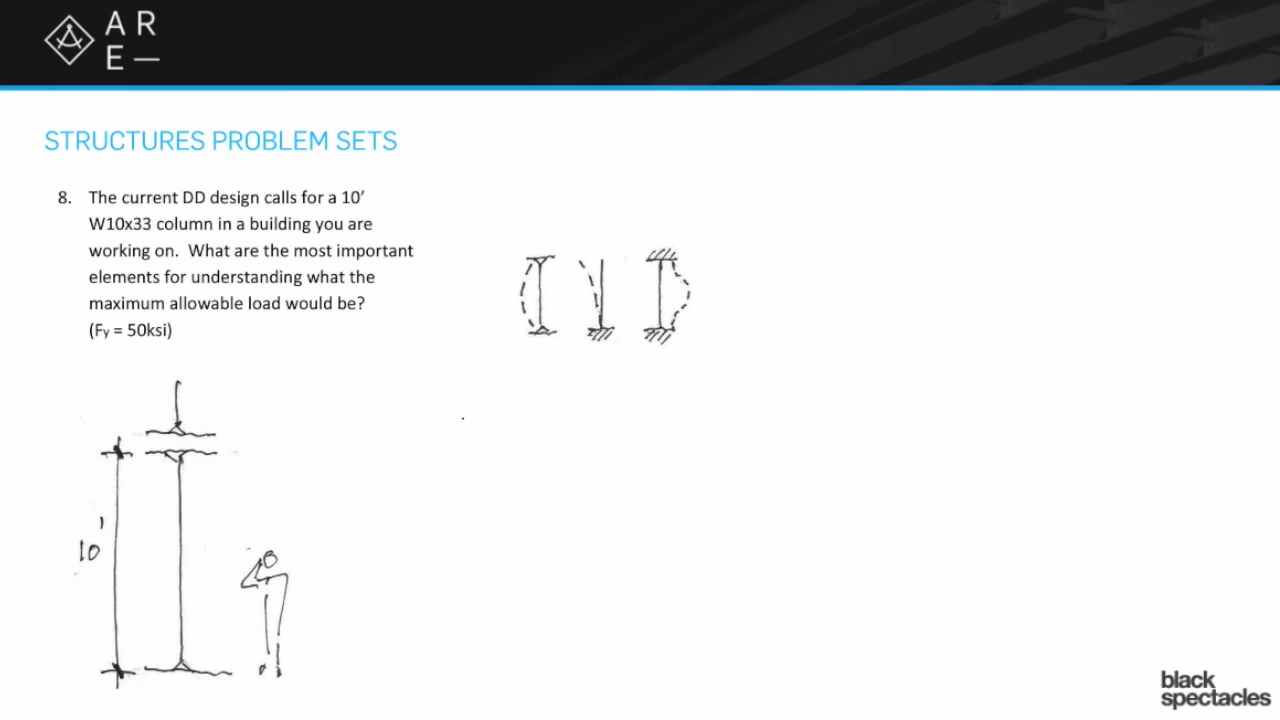 A R
E —
STRUCTURES PROBLEM SETS
8. The current DD design calls for a 10’
W10x33 column in a building you are
working on. What are the most important
elements for understanding what the
maximum allowable load would be?
(Fy = 50ksi)
10'
black
spectacles